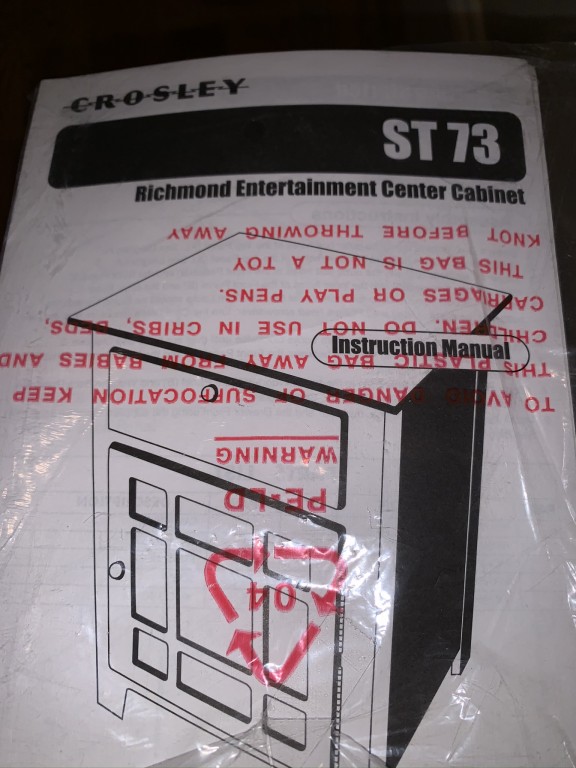 CROSLEY
ST 73
Richmond Entertainment Center Cabinet
Instruction Manual
04
PE-LD
WARNING
TO AVOID DANGER OF SUFFOCATION KEEP
THIS PLASTIC BAG AWAY FROM BABIES AND
CHILDREN. DO NOT USE IN CRIBS, BEDS,
CARRIAGES OR PLAY PENS.
THIS BAG IS NOT A TOY
KNOT BEFORE THROWING AWAY